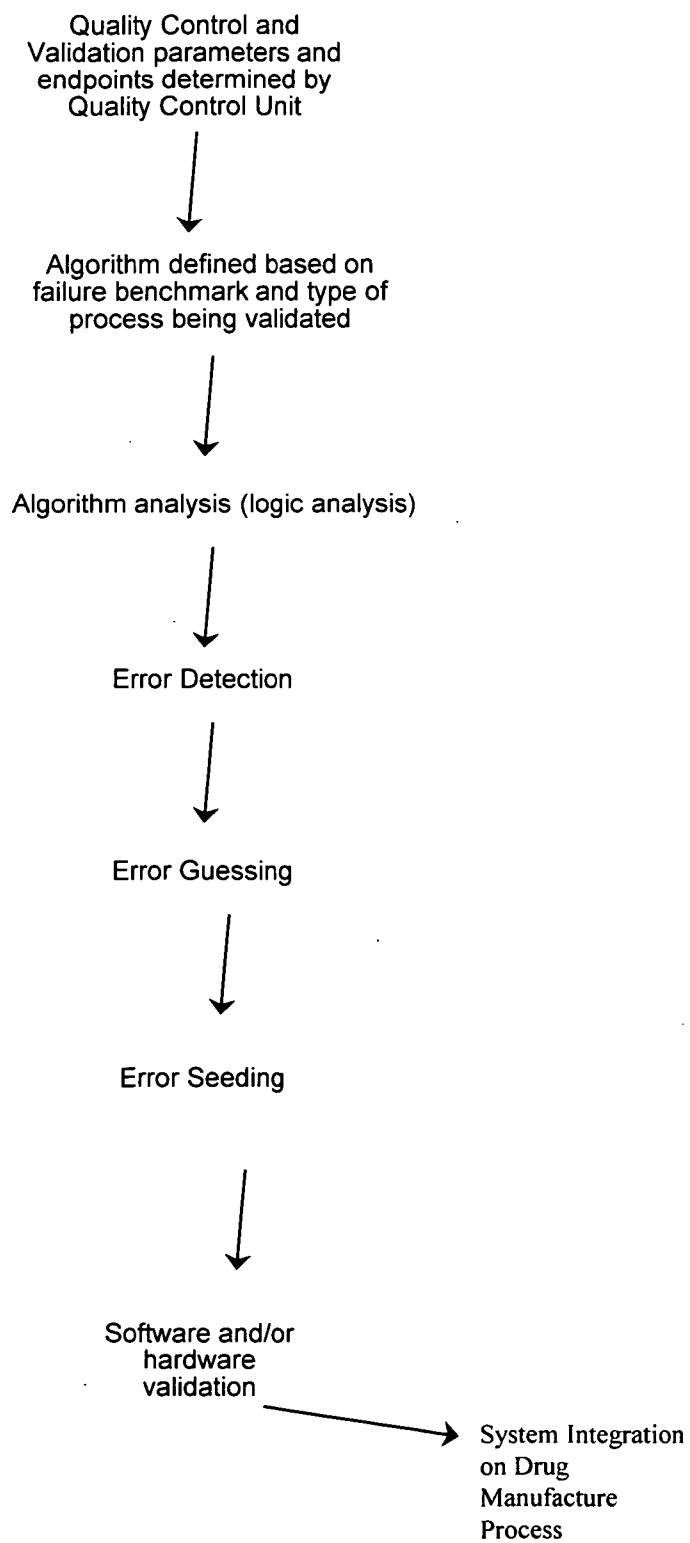 Quality Control and
Validation parameters and
endpoints determined by
Quality Control Unit
Algorithm defined based on
failure benchmark and type of
process being validated
Algorithm analysis (logic analysis)
Error Detection
Error Guessing
Error Seeding
Software and/or
hardware
validation
System Integration
on Drug
Manufacture
Process